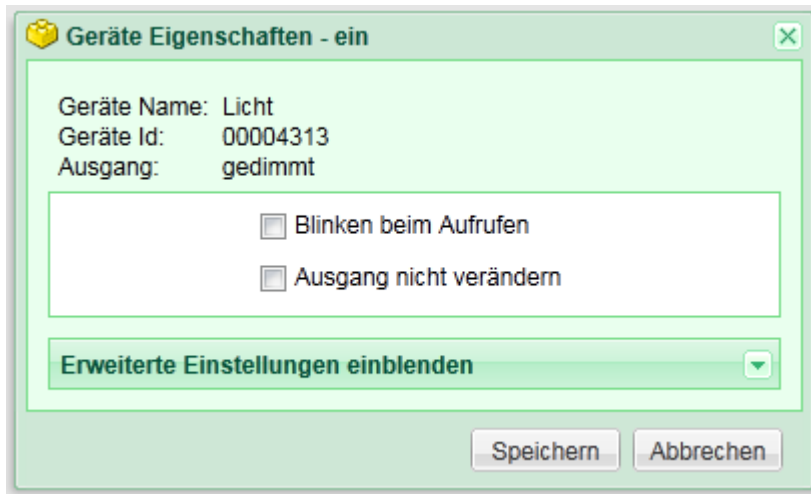 Geräte Eigenschaften - ein
Geräte Name: Licht
Geräte Id: 00004313
Ausgang: gedimmt
Blinken beim Aufrufen
Ausgang nicht verändern
Erweiterte Einstellungen einblenden
Speichern Abbrechen